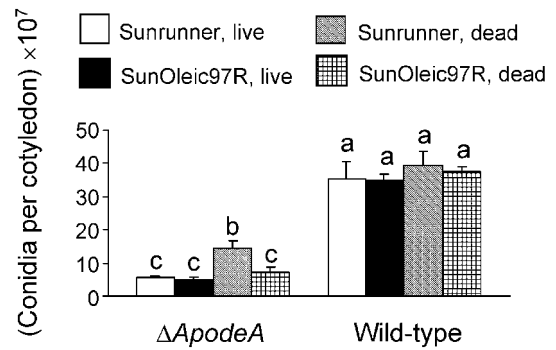 Sunrunner, live
Sunrunner, dead
SunOleic97R, live
SunOleic97R, dead
(Conidia per cotyledon) ×10⁷
50
40
30
20
10
0
c c b c
a a a a
ΔApodeA Wild-type